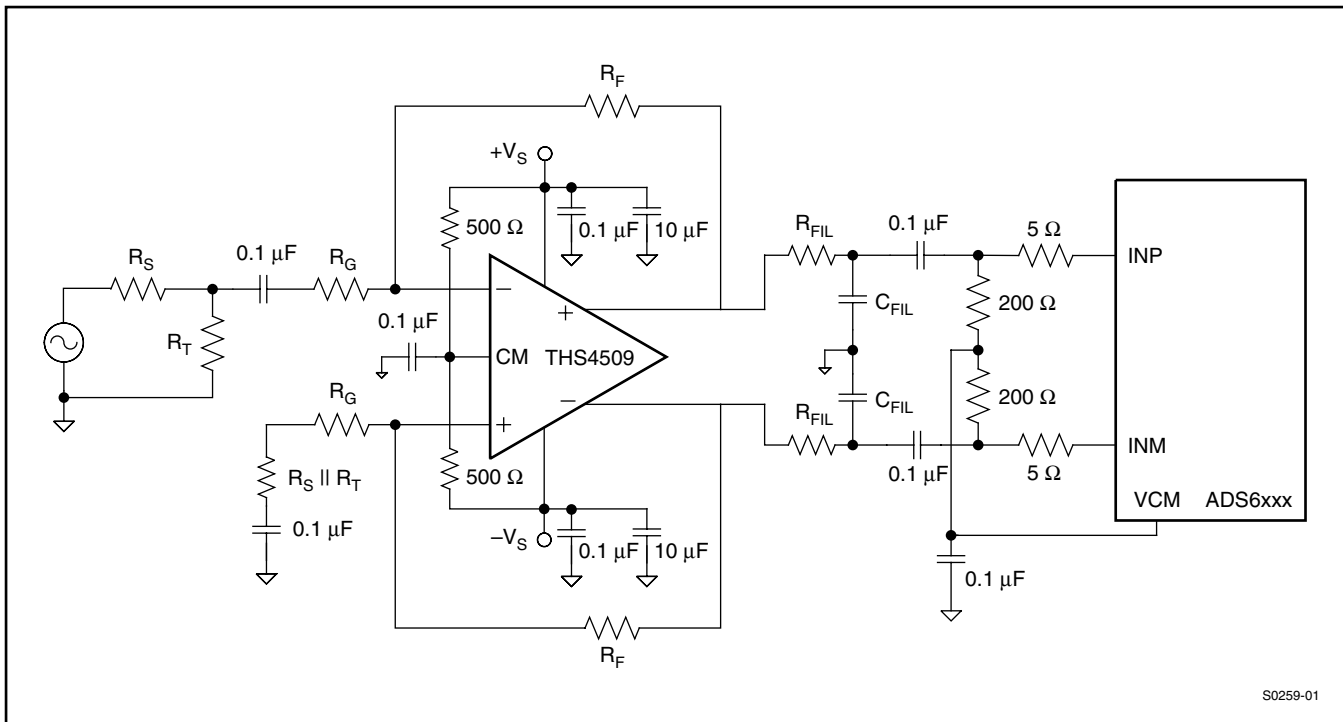 R_F
+V_S
500 Ω
0.1 µF
10 µF
R_S
0.1 µF
R_G
R_T
−
+
0.1 µF
CM
THS4509
R_G
+
−
R_S || R_T
0.1 µF
500 Ω
−V_S
0.1 µF
10 µF
R_F
R_FIL
0.1 µF
5 Ω
INP
C_FIL
200 Ω
C_FIL
200 Ω
R_FIL
0.1 µF
5 Ω
INM
VCM
ADS6xxx
0.1 µF
S0259-01